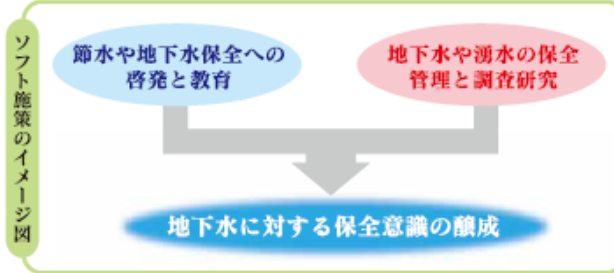 ソフト施策のイメージ図
節水や地下水保全への
啓発と教育
地下水や湧水の保全
管理と調査研究
地下水に対する保全意識の醸成